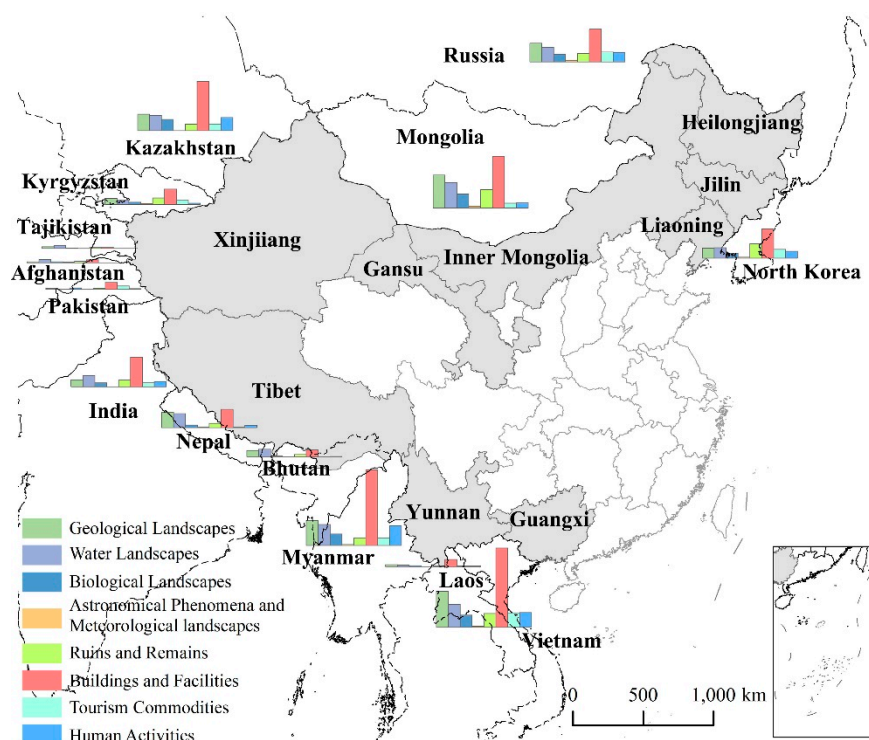 Russia
Heilongjiang
Kazakhstan
Mongolia
Kyrgyzstan
Jilin
Tajikistan
Xinjiiang
Liaoning
Inner Mongolia
Afghanistan
Gansu
North Korea
Pakistan
India
Tibet
Nepal
Bhutan
Yunnan
Guangxi
Myanmar
Laos
Vietnam
Geological Landscapes
Water Landscapes
Biological Landscapes
Astronomical Phenomena and
Meteorological landscapes
Ruins and Remains
Buildings and Facilities
Tourism Commodities
Human Activities
0 500 1,000 km